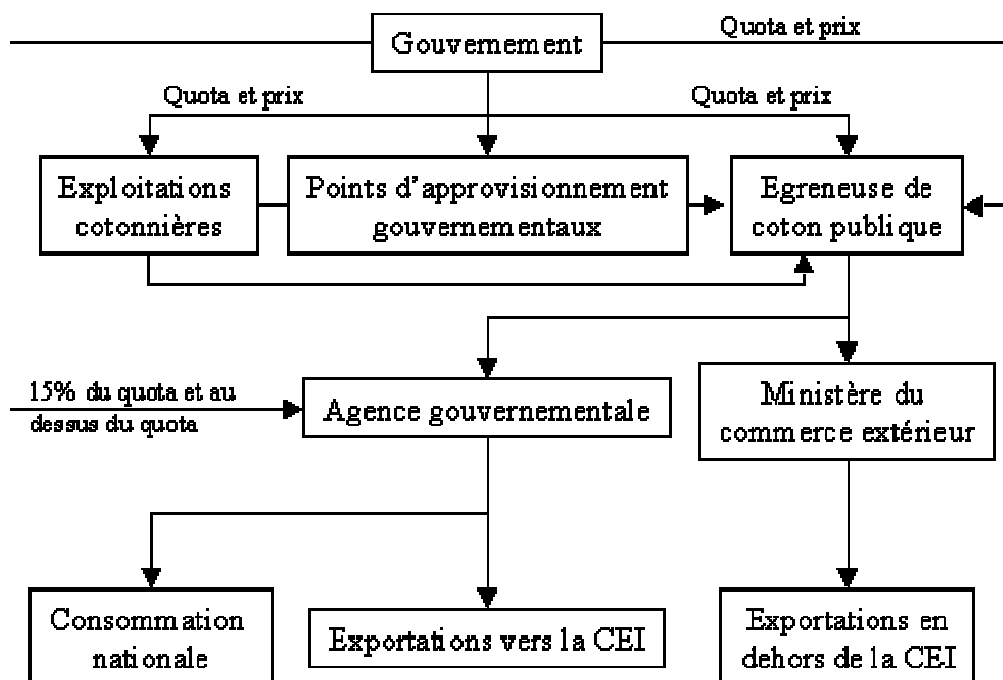 Gouvernement
Quota et prix
Quota et prix
Quota et prix
Exploitations
cotonnières
Points d'approvisionnement
gouvernementaux
Egreneuse de
coton publique
15% du quota et au
dessus du quota
Agence gouvernementale
Ministère du
commerce extérieur
Consommation
nationale
Exportations vers la CEI
Exportations en
dehors de la CEI